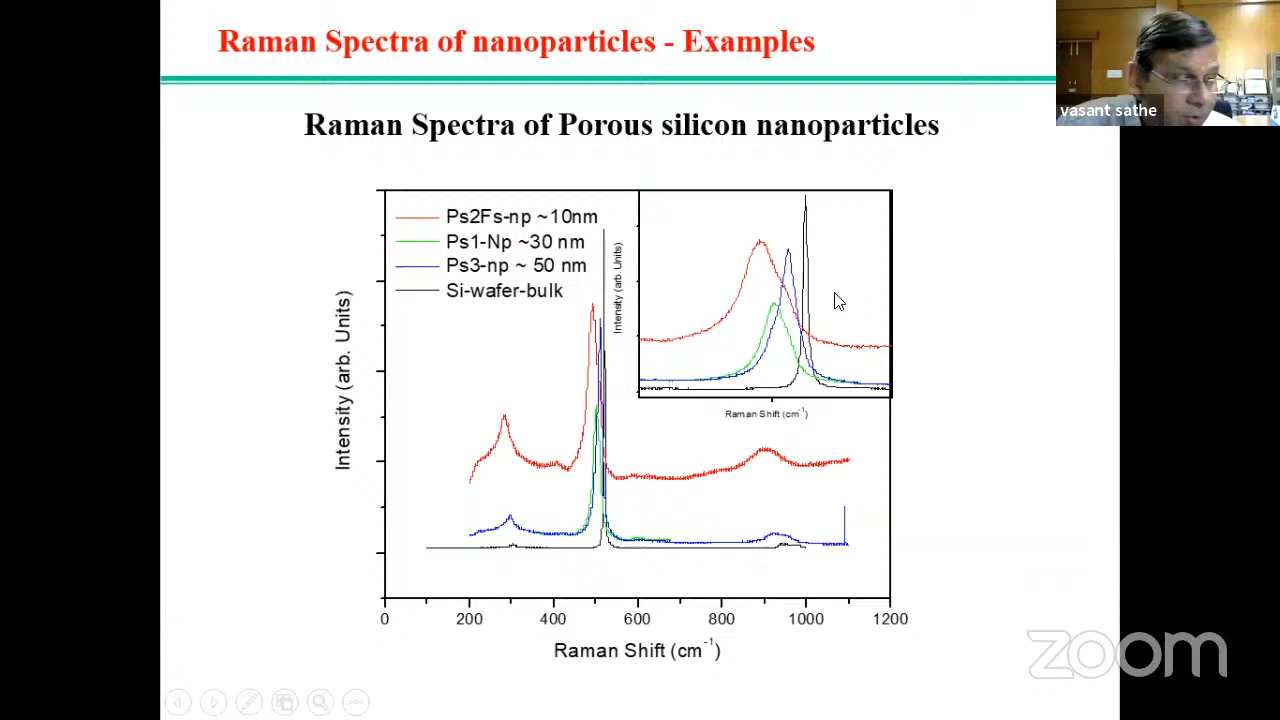 Raman Spectra of nanoparticles - Examples
vasant sathe
Raman Spectra of Porous silicon nanoparticles
Ps2Fs-np ~10nm
Ps1-Np ~30 nm
Ps3-np ~ 50 nm
Si-wafer-bulk
Intensity (arb. Units)
Raman Shift (cm⁻¹)
Intensity (arb. Units)
0 200 400 600 800 1000 1200
Raman Shift (cm⁻¹)
zoom